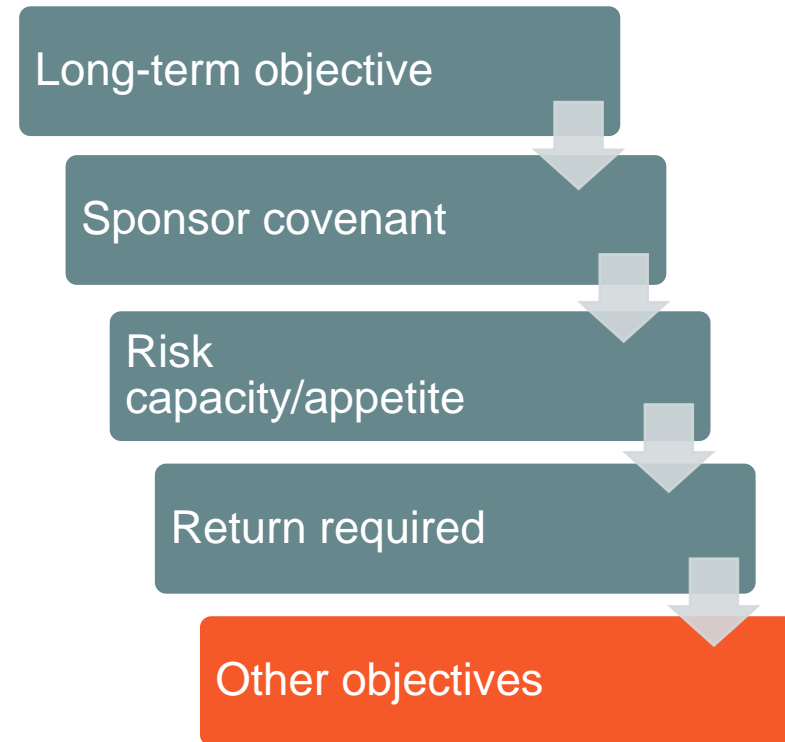 Long-term objective
Sponsor covenant
Risk
capacity/appetite
Return required
Other objectives